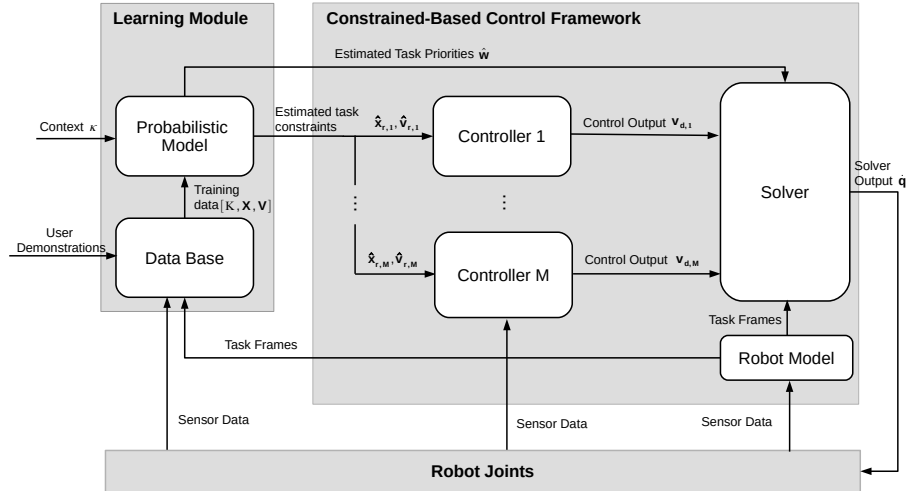 Learning Module
Constrained-Based Control Framework
Estimated Task Priorities ŵ
Context κ
Probabilistic
Model
Estimated task
constraints
x̂r,1, v̂r,1
Controller 1
Control Output vd,1
Solver
Solver
Output q̇
Training
data[K, X, V]
⋮
⋯
⋮
User
Demonstrations
Data Base
x̂r,M, v̂r,M
Controller M
Control Output vd,M
Task Frames
Task Frames
Robot Model
Sensor Data
Sensor Data
Sensor Data
Robot Joints